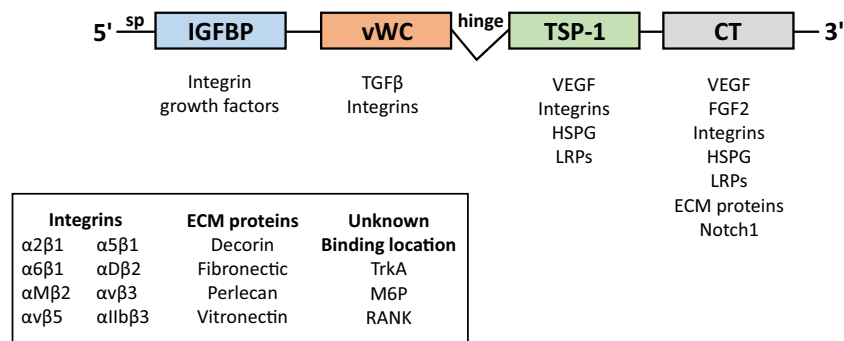 sp hinge
5' IGFBP vWC TSP-1 CT 3'
Integrin TGFβ VEGF VEGF
growth factors Integrins Integrins FGF2
HSPG Integrins
LRPs HSPG
LRPs
ECM proteins
Notch1
Integrins ECM proteins Unknown
α2β1 α5β1 Decorin Binding location
α6β1 αDβ2 Fibronectic TrkA
αMβ2 αvβ3 Perlecan M6P
αvβ5 αIIbβ3 Vitronectin RANK